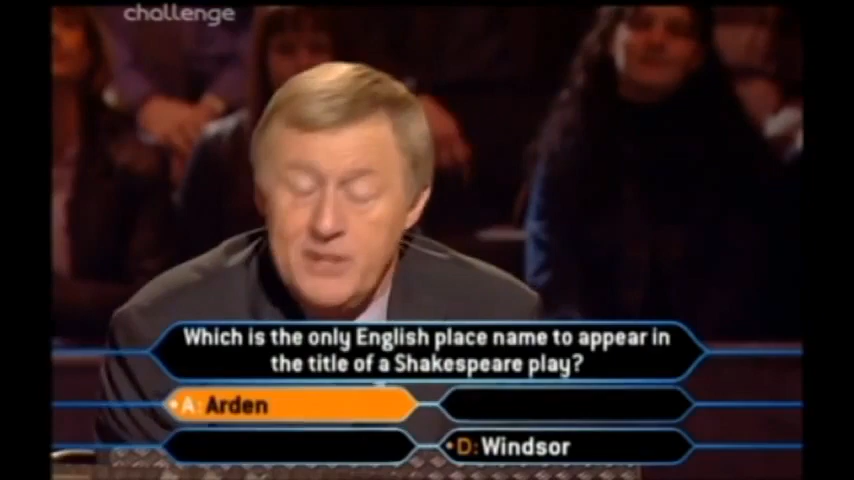 challenge
Which is the only English place name to appear in
the title of a Shakespeare play?
A: Arden
D: Windsor